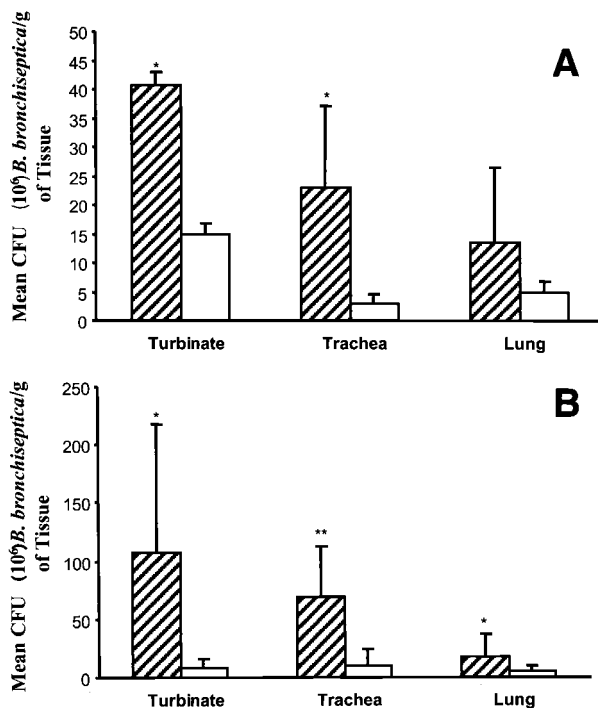 A
Mean CFU (10⁶) B. bronchiseptica/g
of Tissue
50
45
40
35
30
25
20
15
10
5
0
*
*
Turbinate Trachea Lung
B
Mean CFU (10⁶) B. bronchiseptica/g
of Tissue
250
200
150
100
50
0
*
**
*
Turbinate Trachea Lung